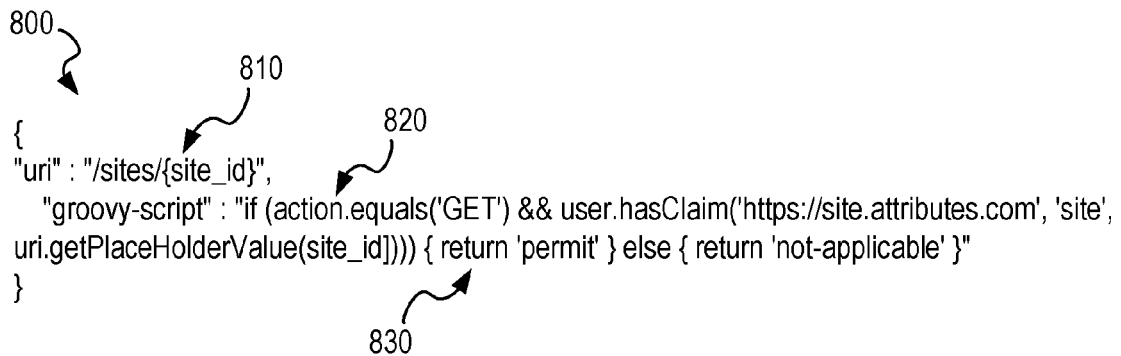 800
810
820
{
"uri" : "/sites/{site_id}",
"groovy-script" : "if (action.equals('GET') && user.hasClaim('https://site.attributes.com', 'site',
uri.getPlaceHolderValue(site_id]))) { return 'permit' } else { return 'not-applicable' }"
}
830